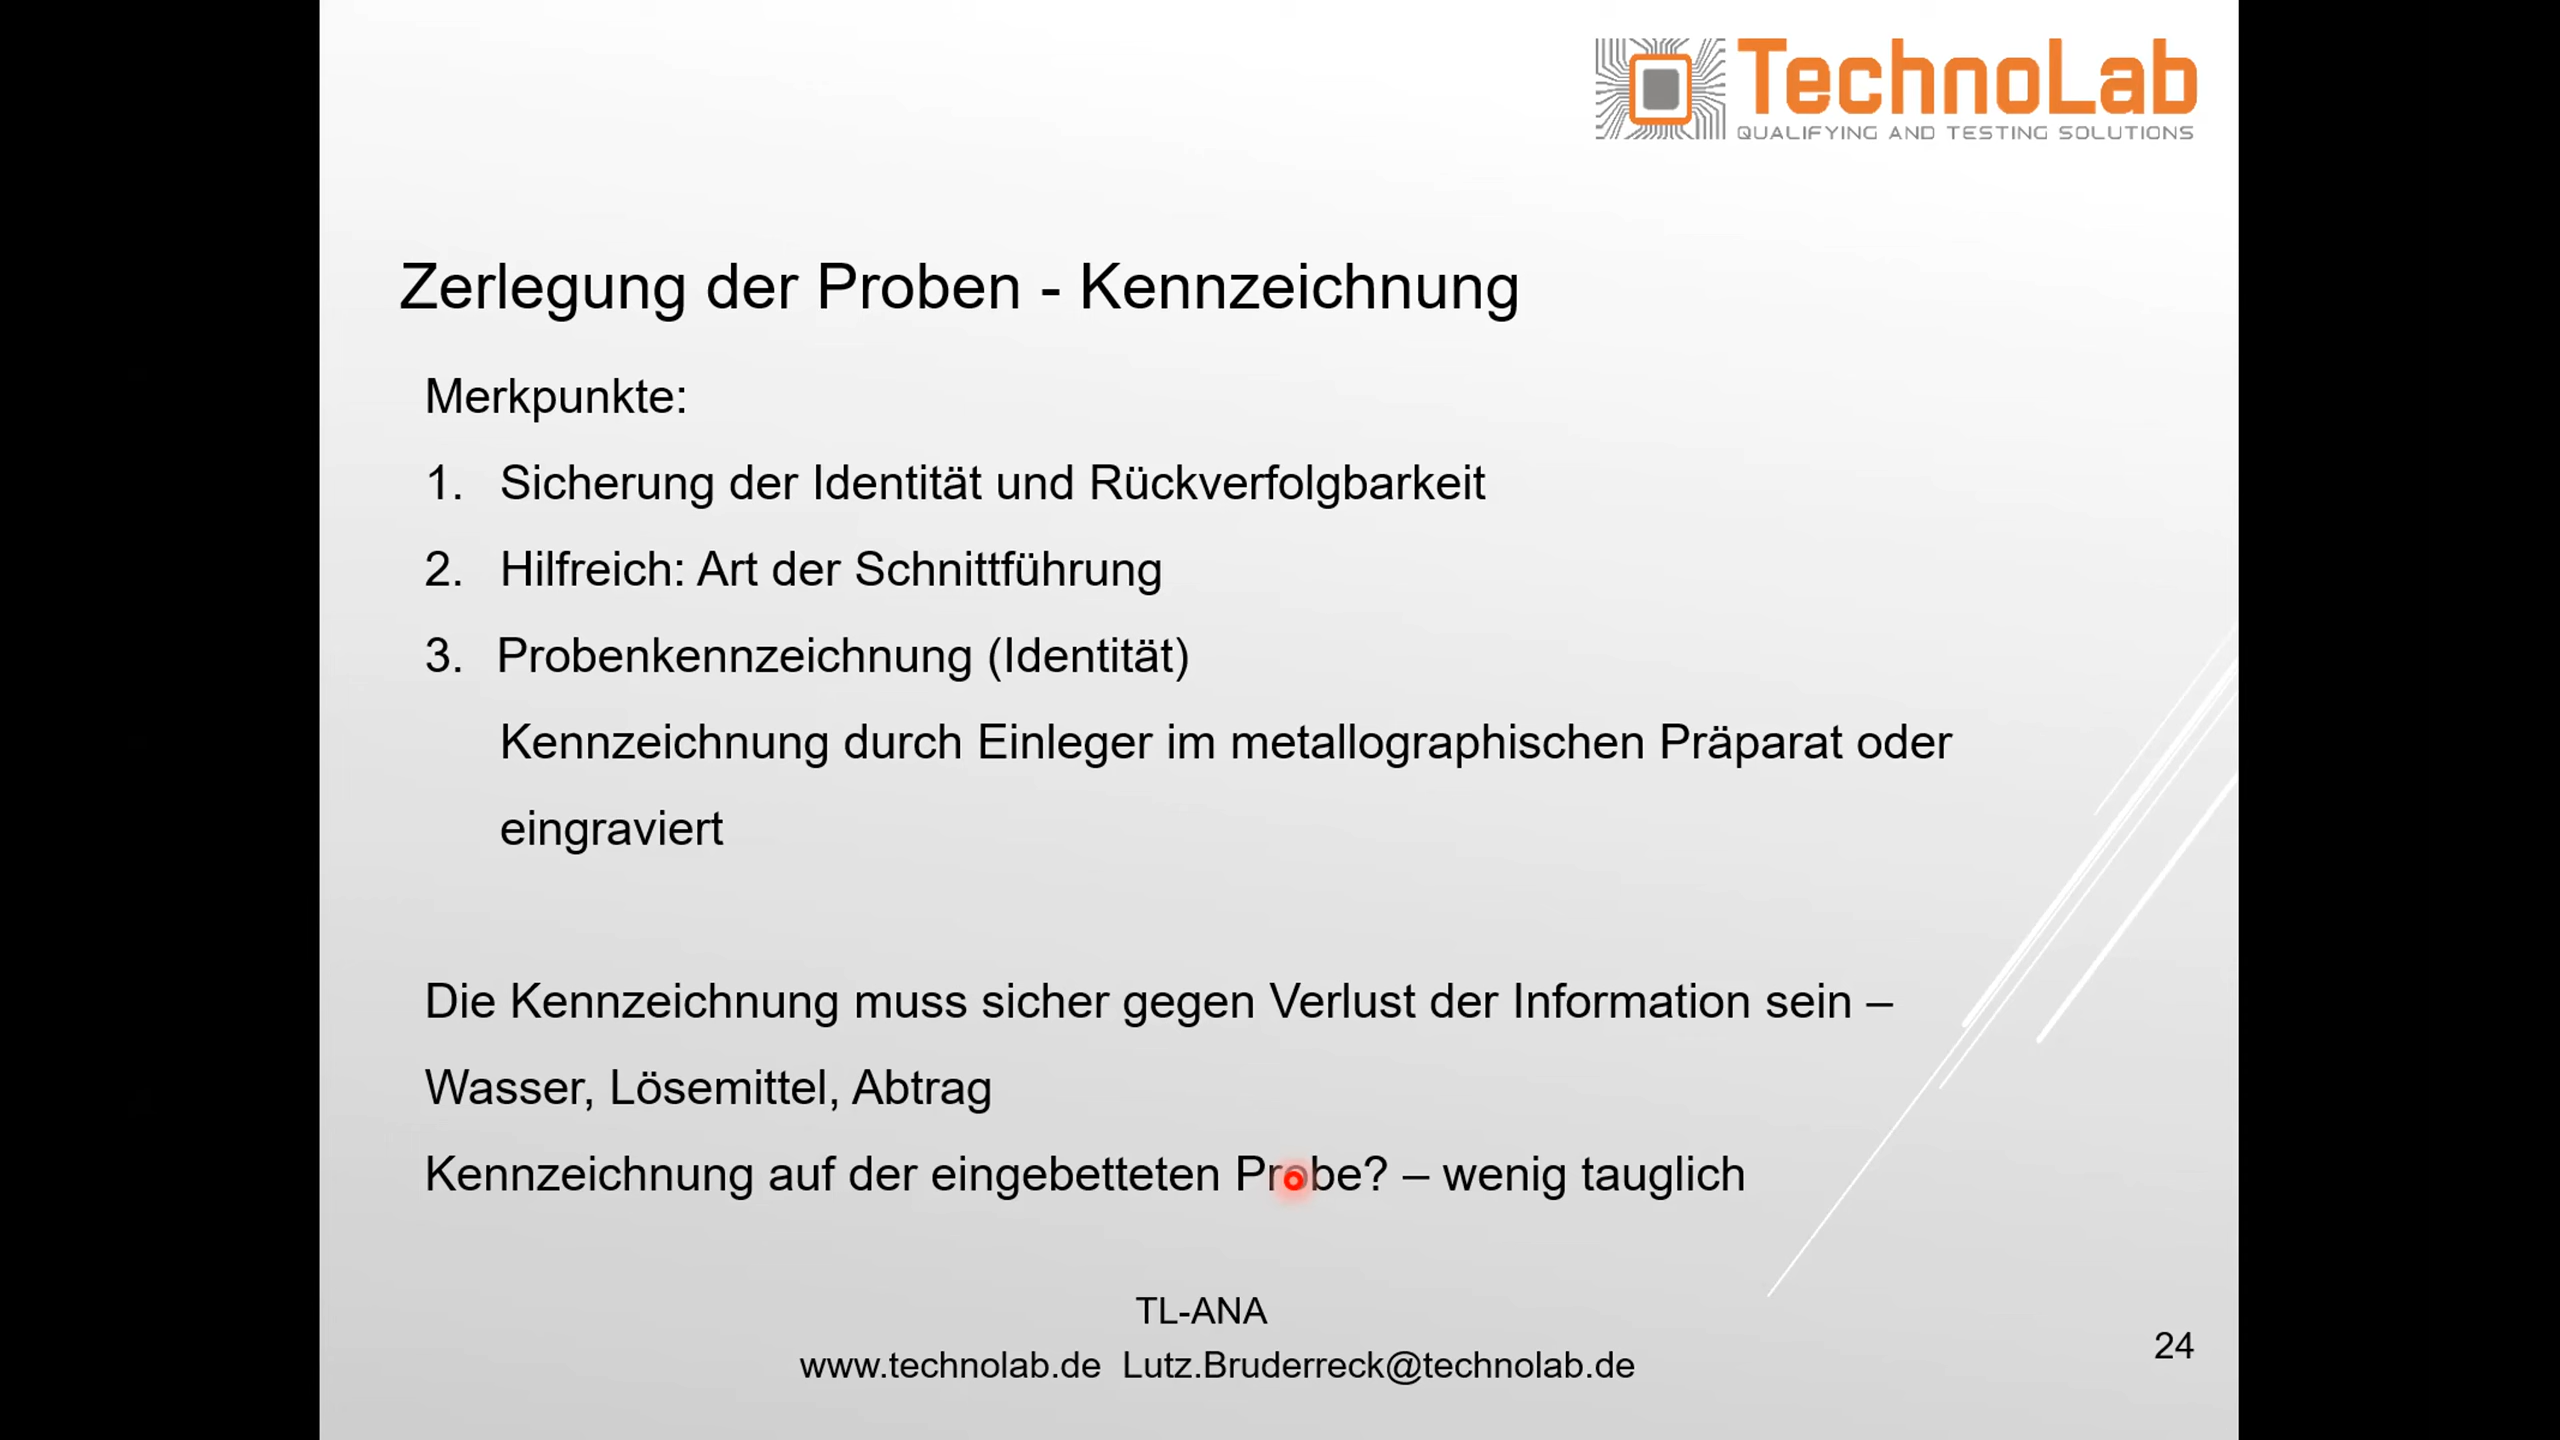 TechnoLab
QUALIFYING AND TESTING SOLUTIONS
Zerlegung der Proben - Kennzeichnung
Merkpunkte:
1. Sicherung der Identität und Rückverfolgbarkeit
2. Hilfreich: Art der Schnittführung
3. Probenkennzeichnung (Identität)
Kennzeichnung durch Einleger im metallographischen Präparat oder
eingraviert
Die Kennzeichnung muss sicher gegen Verlust der Information sein –
Wasser, Lösemittel, Abtrag
Kennzeichnung auf der eingebetteten Probe? – wenig tauglich
TL-ANA
www.technolab.de Lutz.Bruderreck@technolab.de
24